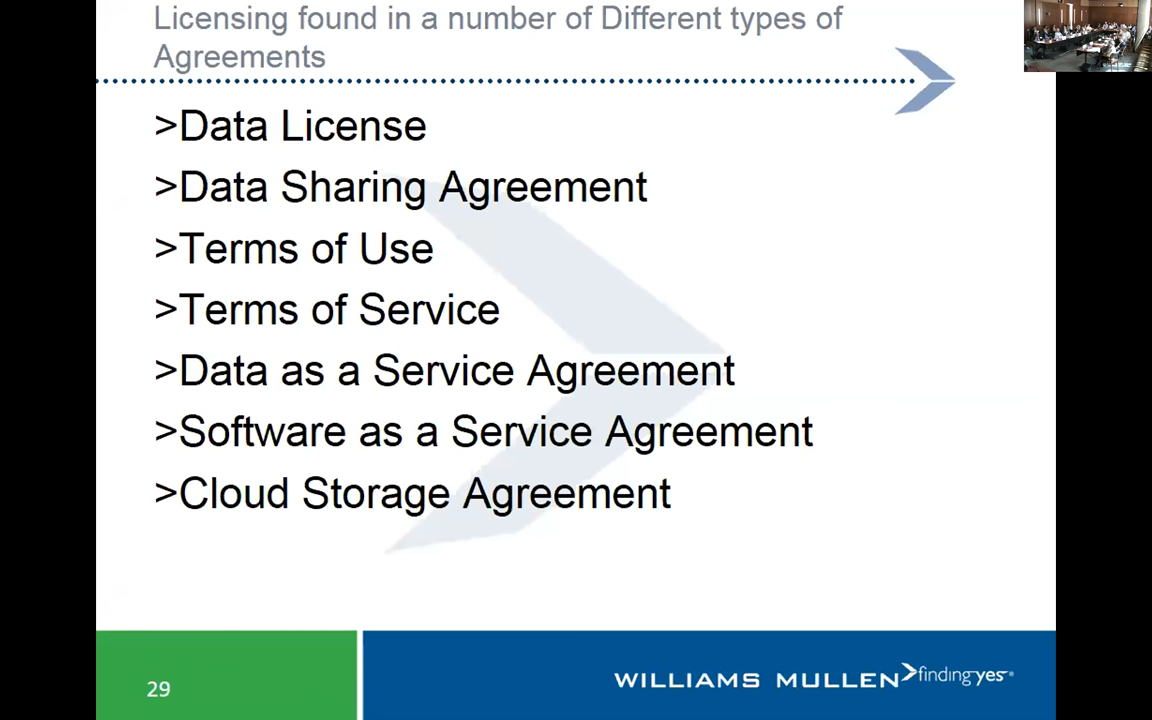 Licensing found in a number of Different types of
Agreements
>Data License
>Data Sharing Agreement
>Terms of Use
>Terms of Service
>Data as a Service Agreement
>Software as a Service Agreement
>Cloud Storage Agreement
29
WILLIAMS MULLEN finding yes®